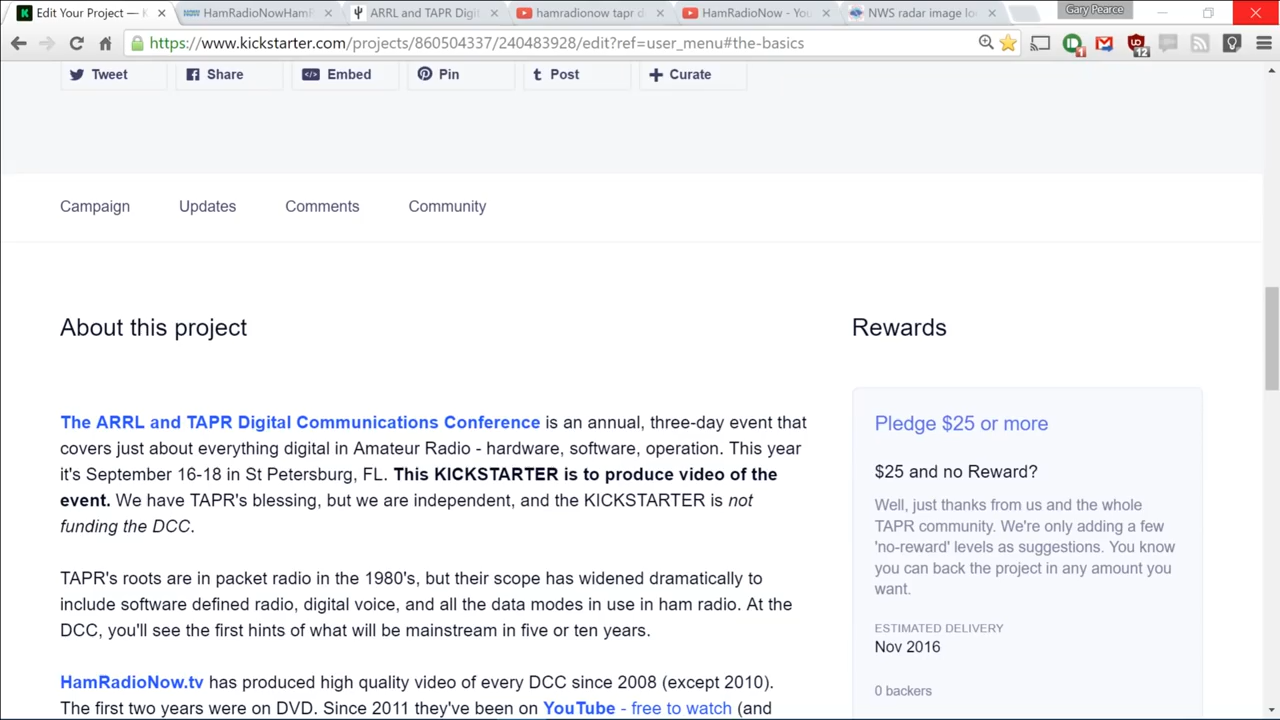 Edit Your Project —
HamRadioNowHamF
ARRL and TAPR Digit
hamradionow tapr d
HamRadioNow - You
NWS radar image lo
Gary Pearce
https://www.kickstarter.com/projects/860504337/240483928/edit?ref=user_menu#the-basics
1
12
Tweet
Share
Embed
Pin
Post
Curate
Campaign
Updates
Comments
Community
About this project
The ARRL and TAPR Digital Communications Conference is an annual, three-day event that
covers just about everything digital in Amateur Radio - hardware, software, operation. This year
it's September 16-18 in St Petersburg, FL. This KICKSTARTER is to produce video of the
event. We have TAPR's blessing, but we are independent, and the KICKSTARTER is not
funding the DCC.
TAPR's roots are in packet radio in the 1980's, but their scope has widened dramatically to
include software defined radio, digital voice, and all the data modes in use in ham radio. At the
DCC, you'll see the first hints of what will be mainstream in five or ten years.
HamRadioNow.tv has produced high quality video of every DCC since 2008 (except 2010).
The first two years were on DVD. Since 2011 they've been on YouTube - free to watch (and
Rewards
Pledge $25 or more
$25 and no Reward?
Well, just thanks from us and the whole
TAPR community. We're only adding a few
'no-reward' levels as suggestions. You know
you can back the project in any amount you
want.
ESTIMATED DELIVERY
Nov 2016
0 backers